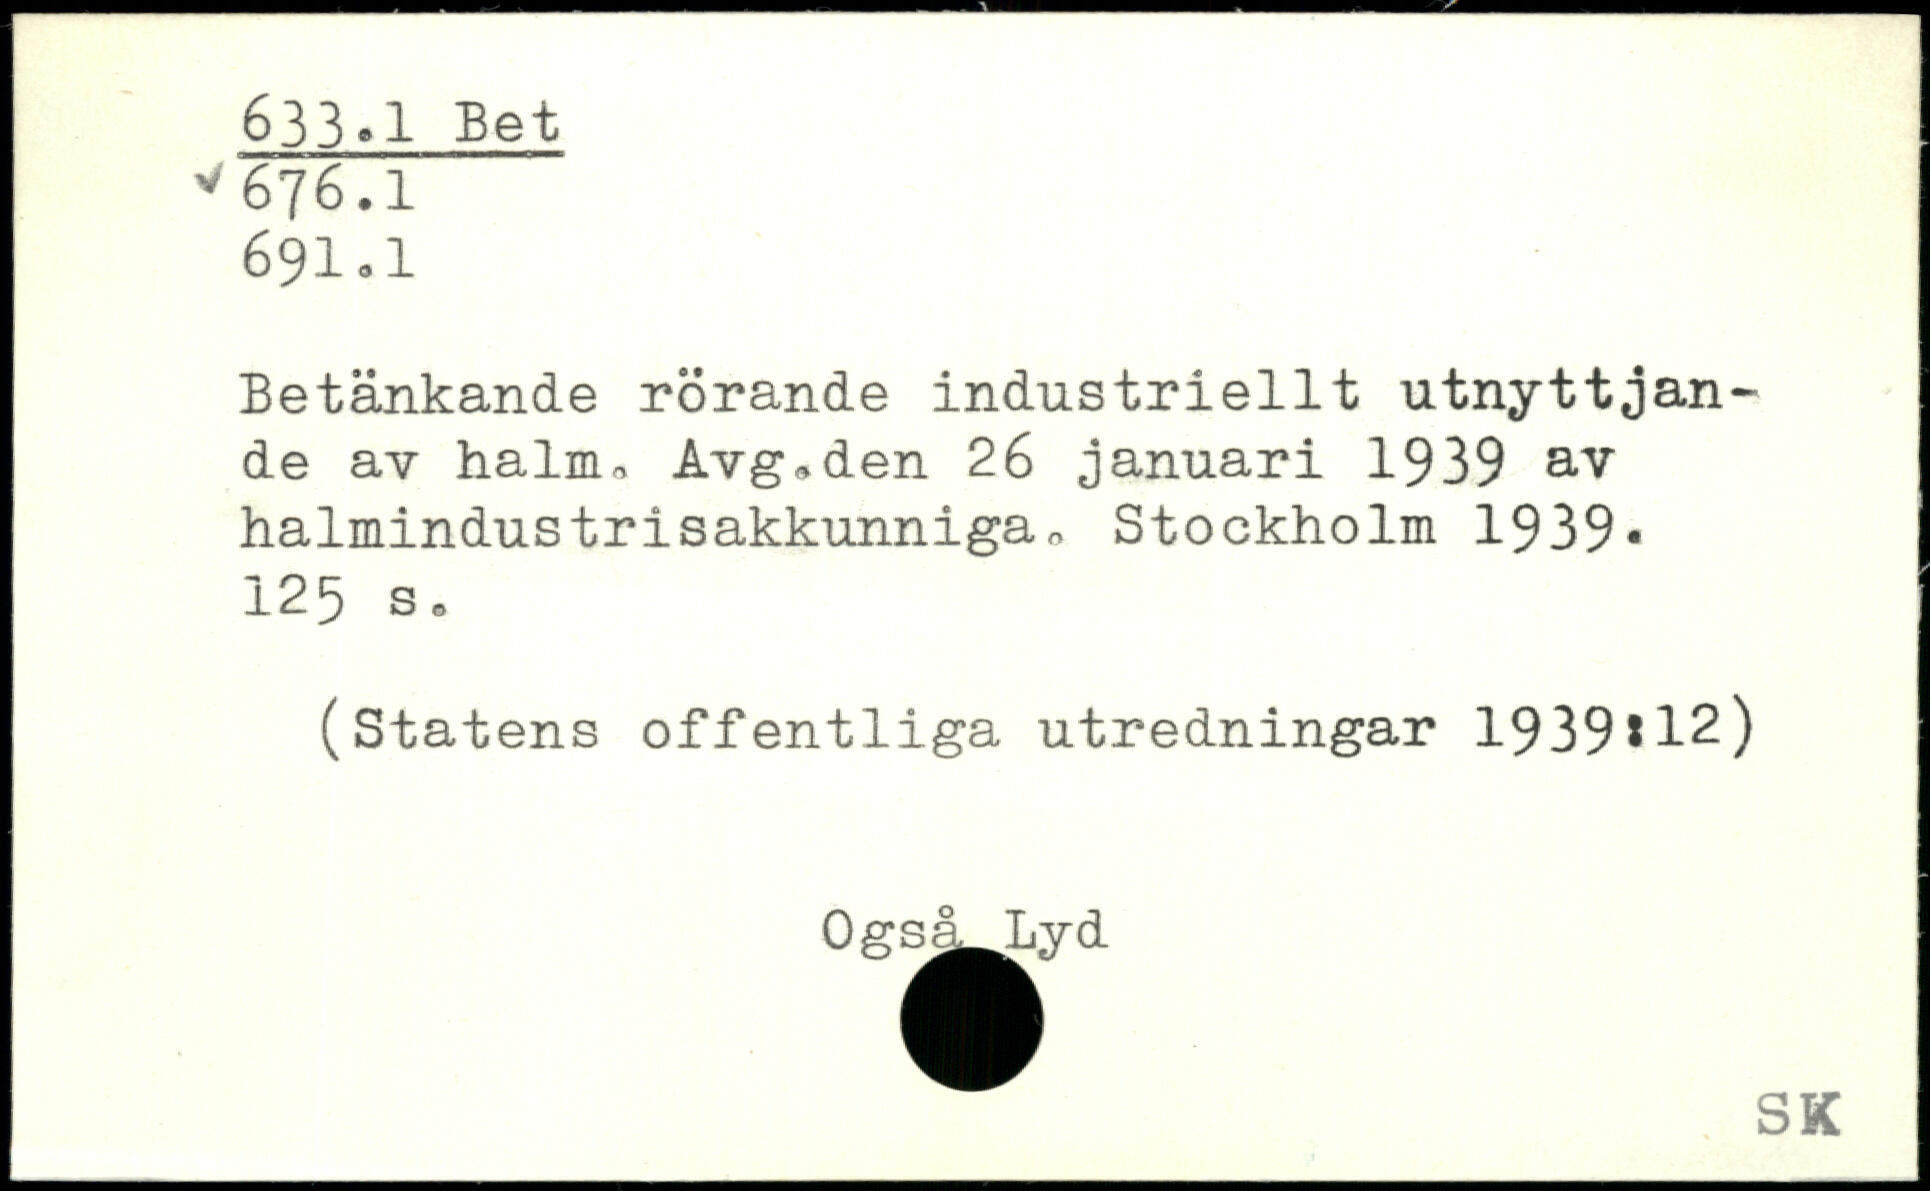 633.1 Bet
✓ 676.1
691.1
Betänkande rörande industriellt utnyttjan-
de av halm. Avg.den 26 januari 1939 av
halmindustrisakkunniga. Stockholm 1939.
125 s.
(Statens offentliga utredningar 1939:12)
Også Lyd
SK